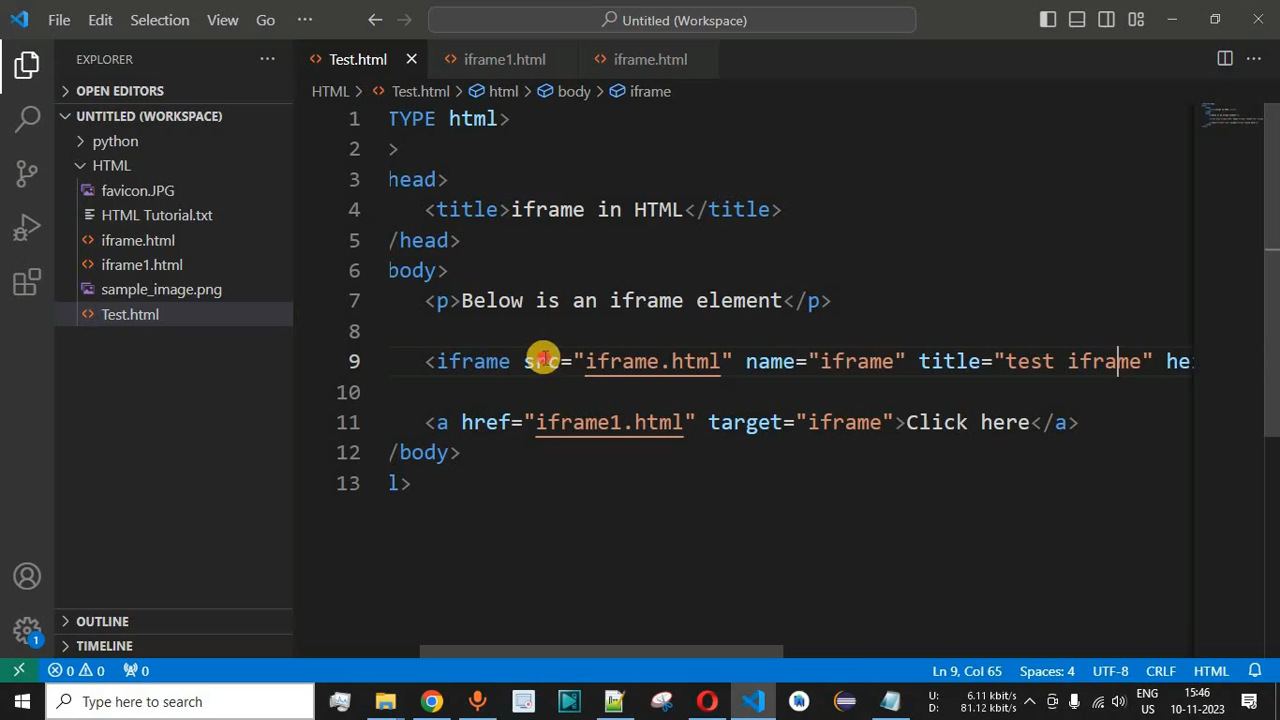 File Edit Selection View Go ··· Untitled (Workspace)
EXPLORER ···
Test.html iframe1.html iframe.html ···
HTML > Test.html > html > body > iframe
OPEN EDITORS
UNTITLED (WORKSPACE)
python
HTML
favicon.JPG
HTML Tutorial.txt
iframe.html
iframe1.html
sample_image.png
Test.html
OUTLINE
TIMELINE
1 TYPE html>
2 >
3 head>
4 <title>iframe in HTML</title>
5 /head>
6 body>
7 <p>Below is an iframe element</p>
8
9 <iframe src="iframe.html" name="iframe" title="test iframe" hei
10
11 <a href="iframe1.html" target="iframe">Click here</a>
12 /body>
13 l>
1
0 0 0 Ln 9, Col 65 Spaces: 4 UTF-8 CRLF HTML
Type here to search
U: 6.11 kbit/s
D: 81.12 kbit/s
ENG
US
15:46
10-11-2023